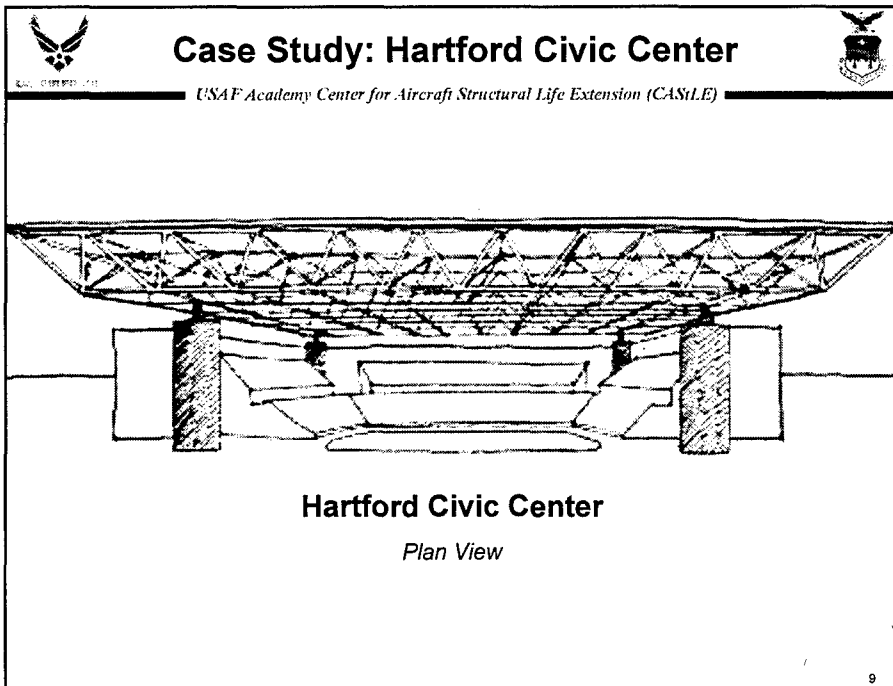 Case Study: Hartford Civic Center
USAF Academy Center for Aircraft Structural Life Extension (CAStLE)
Hartford Civic Center
Plan View
9